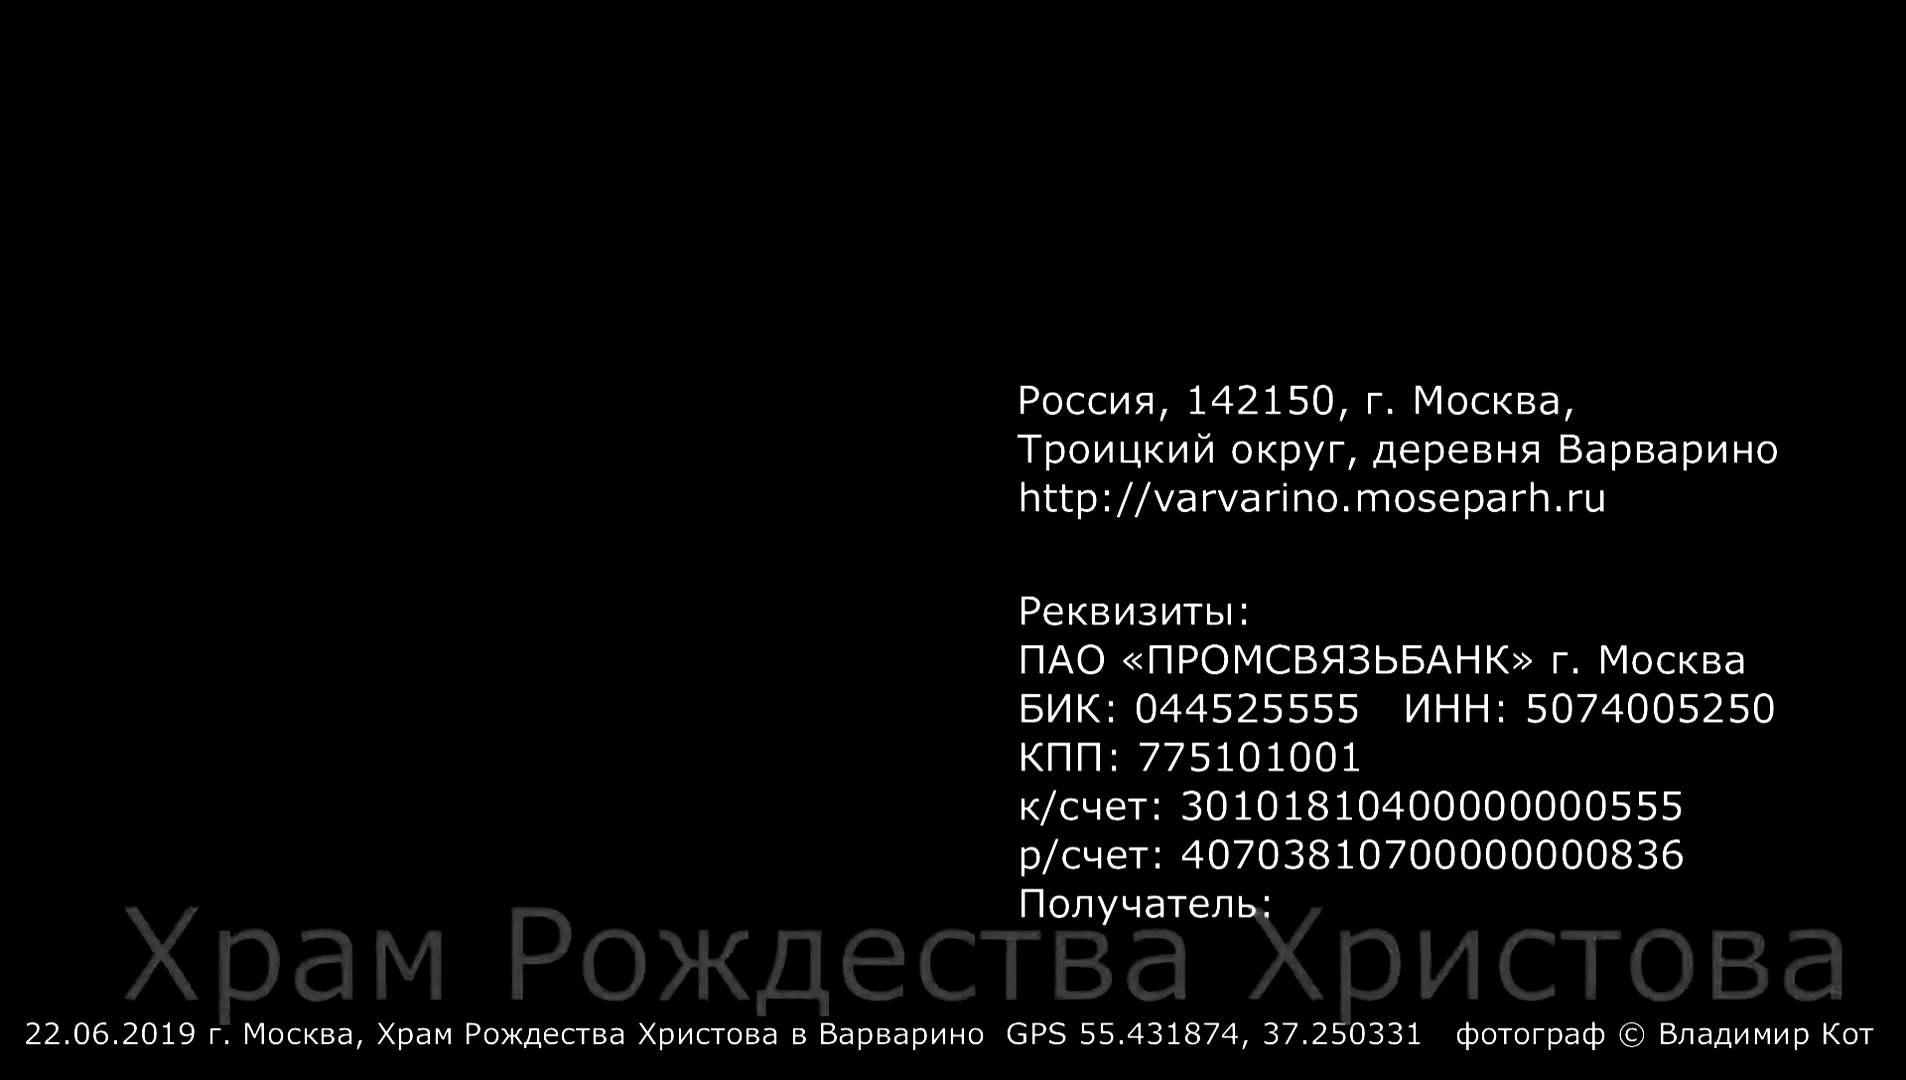 Россия, 142150, г. Москва,
Троицкий округ, деревня Варварино
http://varvarino.moseparh.ru
Реквизиты:
ПАО «ПРОМСВЯЗЬБАНК» г. Москва
БИК: 044525555 ИНН: 5074005250
КПП: 775101001
к/счет: 30101810400000000555
р/счет: 40703810700000000836
Получатель:
Храм Рождества Христова
22.06.2019 г. Москва, Храм Рождества Христова в Варварино GPS 55.431874, 37.250331 фотограф © Владимир Кот